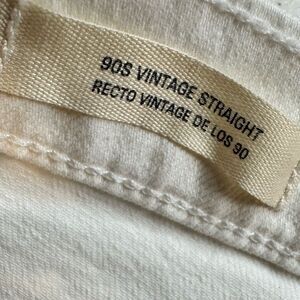 90S VINTAGE STRAIGHT
RECTO VINTAGE DE LOS 90